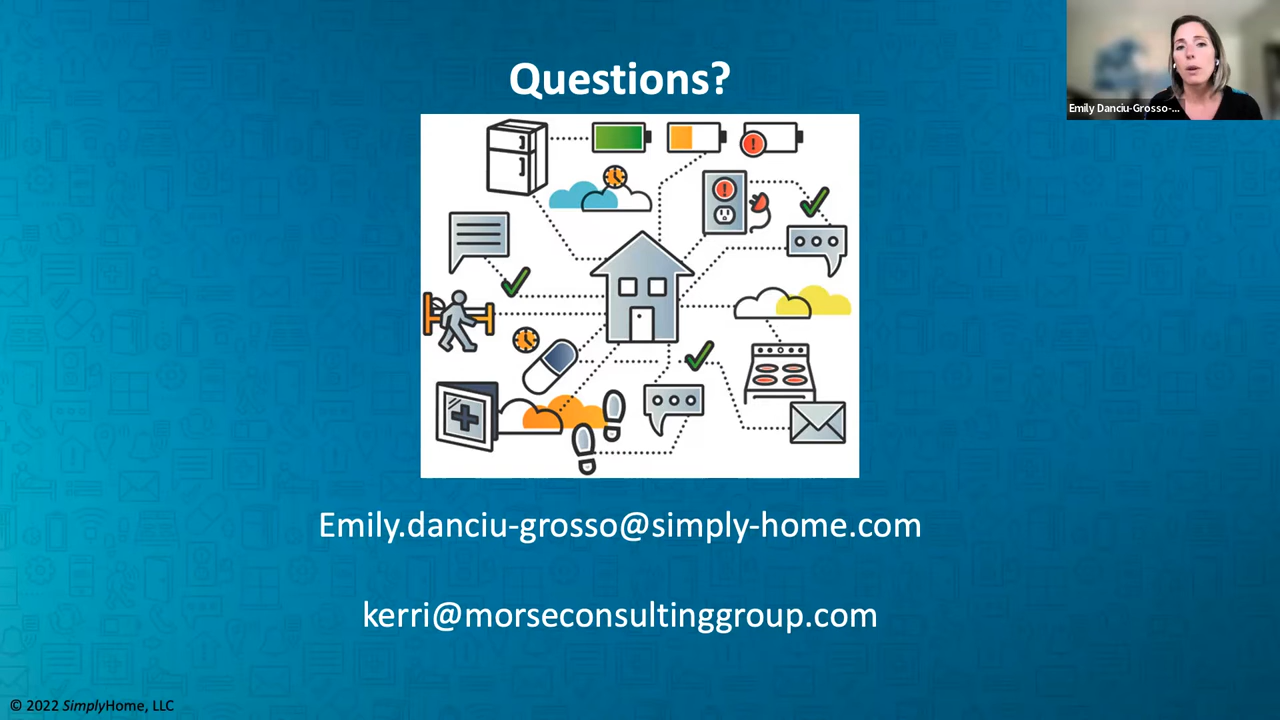 Questions?
Emily Danciu-Grosso-...
Emily.danciu-grosso@simply-home.com
kerri@morseconsultinggroup.com
© 2022 SimplyHome, LLC